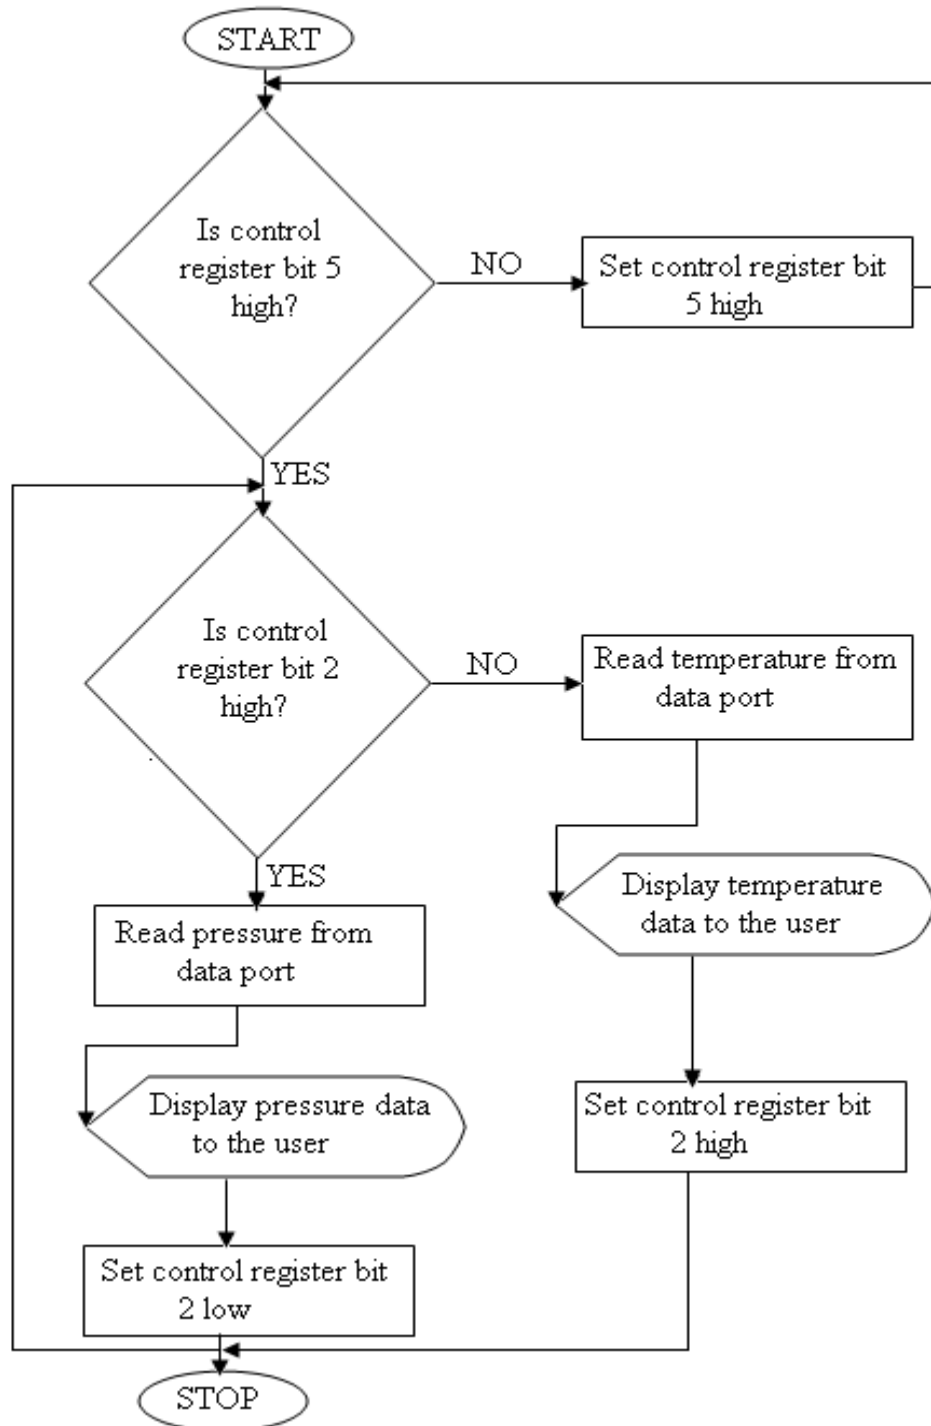 START
Is control
register bit 5
high?
NO
Set control register bit
5 high
YES
Is control
register bit 2
high?
NO
Read temperature from
data port
YES
Read pressure from
data port
Display temperature
data to the user
Display pressure data
to the user
Set control register bit
2 high
Set control register bit
2 low
STOP